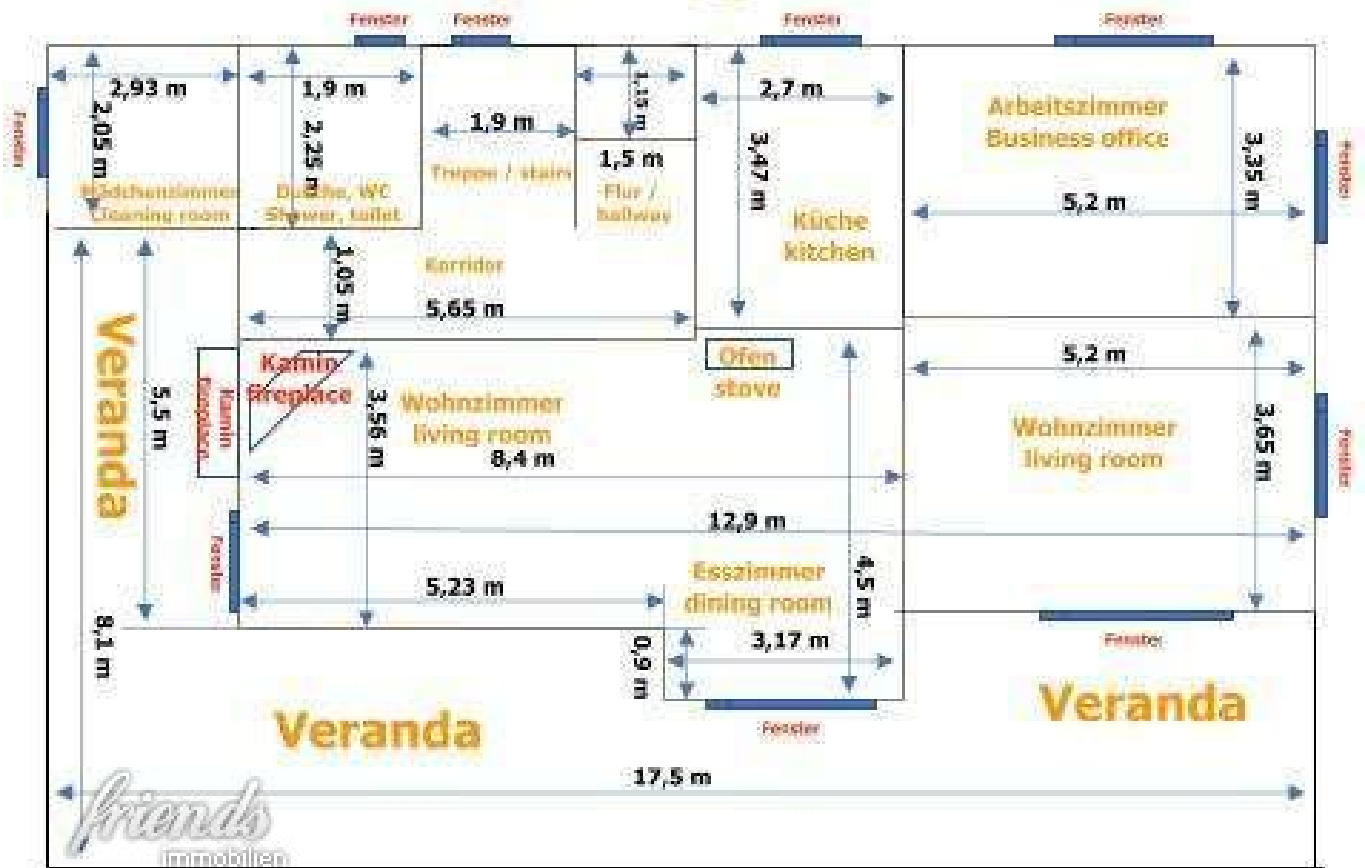 Fenster
Fenster
Fenster
Fenster
2,93 m
2,05 m
Mädchenzimmer
Cleaning room
Fenster
1,9 m
2,25 m
Dusche, WC
Shower, toilet
1,9 m
Treppe / stairs
1,15 m
1,5 m
Flur /
hallway
2,7 m
3,47 m
Küche
kitchen
Arbeitszimmer
Business office
3,35 m
5,2 m
Fenster
Korridor
1,05 m
5,65 m
Veranda
5,5 m
8,1 m
Kamin
fireplace
Kamin
fireplace
3,56 m
Wohnzimmer
living room
8,4 m
Ofen
stove
5,2 m
Wohnzimmer
living room
3,65 m
Fenster
12,9 m
Fenster
5,23 m
Esszimmer
dining room
4,5 m
3,17 m
0,9 m
Fenster
Fenster
Veranda
Veranda
17,5 m
friends
immobilien